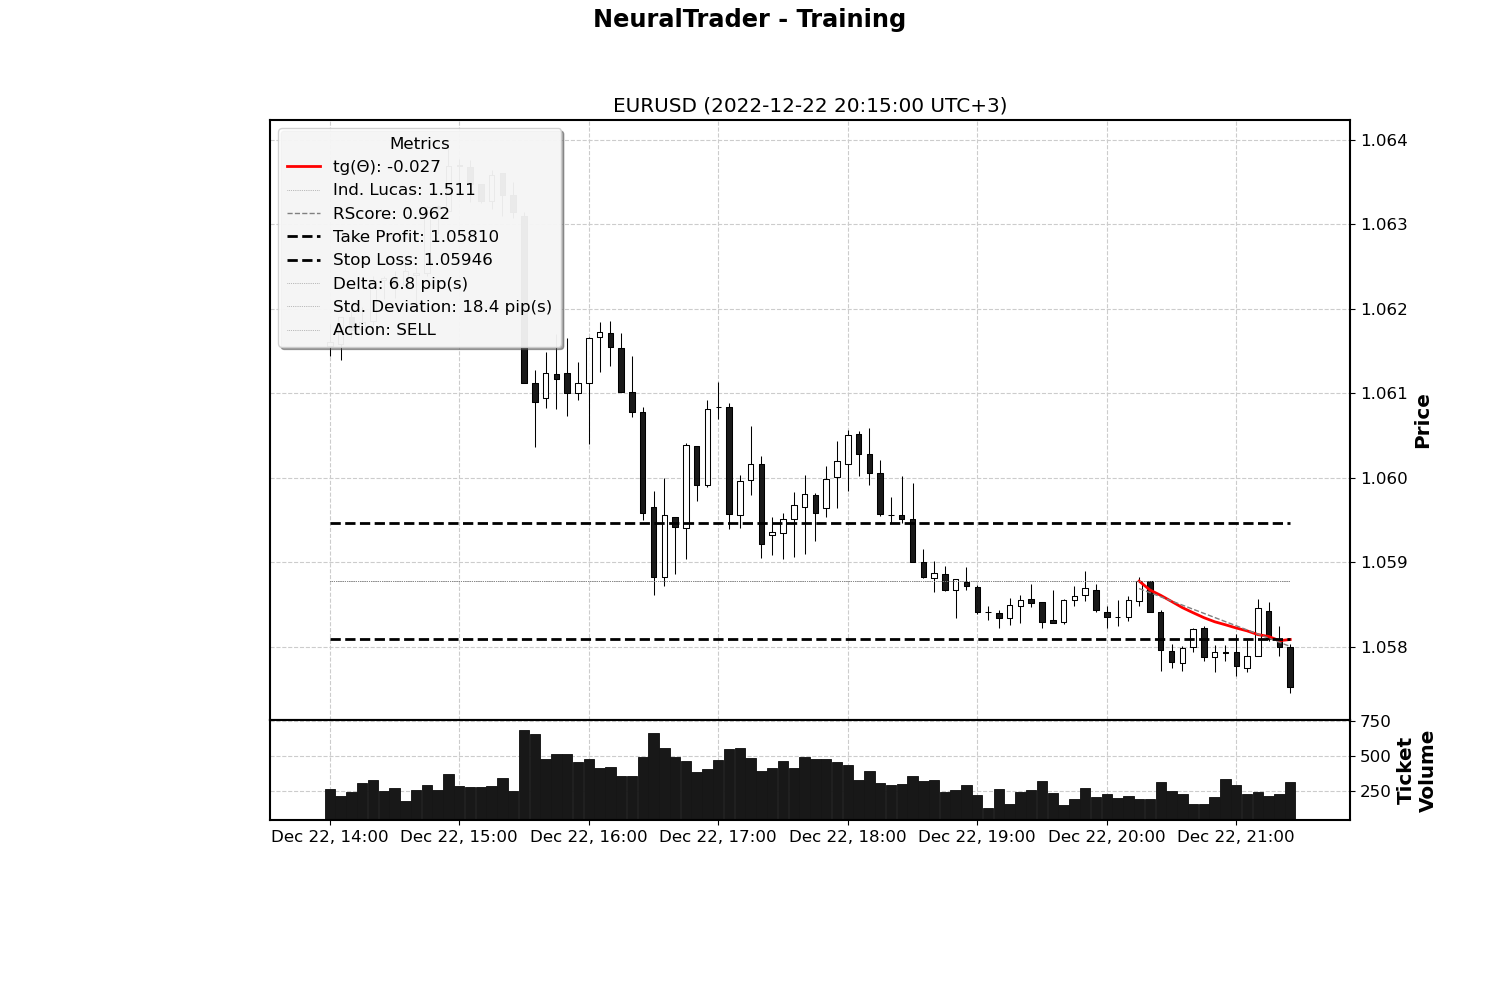 NeuralTrader - Training
EURUSD (2022-12-22 20:15:00 UTC+3)
Metrics
tg(Θ): -0.027
Ind. Lucas: 1.511
RScore: 0.962
Take Profit: 1.05810
Stop Loss: 1.05946
Delta: 6.8 pip(s)
Std. Deviation: 18.4 pip(s)
Action: SELL
1.064
1.063
1.062
1.061
1.060
1.059
1.058
Price
750
500
250
Ticket
Volume
Dec 22, 14:00
Dec 22, 15:00
Dec 22, 16:00
Dec 22, 17:00
Dec 22, 18:00
Dec 22, 19:00
Dec 22, 20:00
Dec 22, 21:00